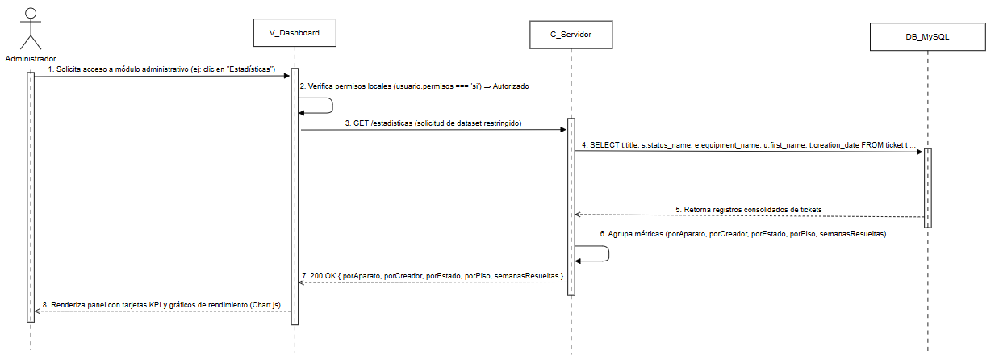 V_Dashboard
C_Servidor
DB_MySQL
Administrador
1. Solicita acceso a módulo administrativo (ej: clic en "Estadísticas")
2. Verifica permisos locales (usuario.permisos === 'si') → Autorizado
3. GET /estadisticas (solicitud de dataset restringido)
4. SELECT t.title, s.status_name, e.equipment_name, u.first_name, t.creation_date FROM ticket t ...
5. Retorna registros consolidados de tickets
6. Agrupa métricas (porAparato, porCreador, porEstado, porPiso, semanasResueltas)
7. 200 OK { porAparato, porCreador, porEstado, porPiso, semanasResueltas }
8. Renderiza panel con tarjetas KPI y gráficos de rendimiento (Chart.js)